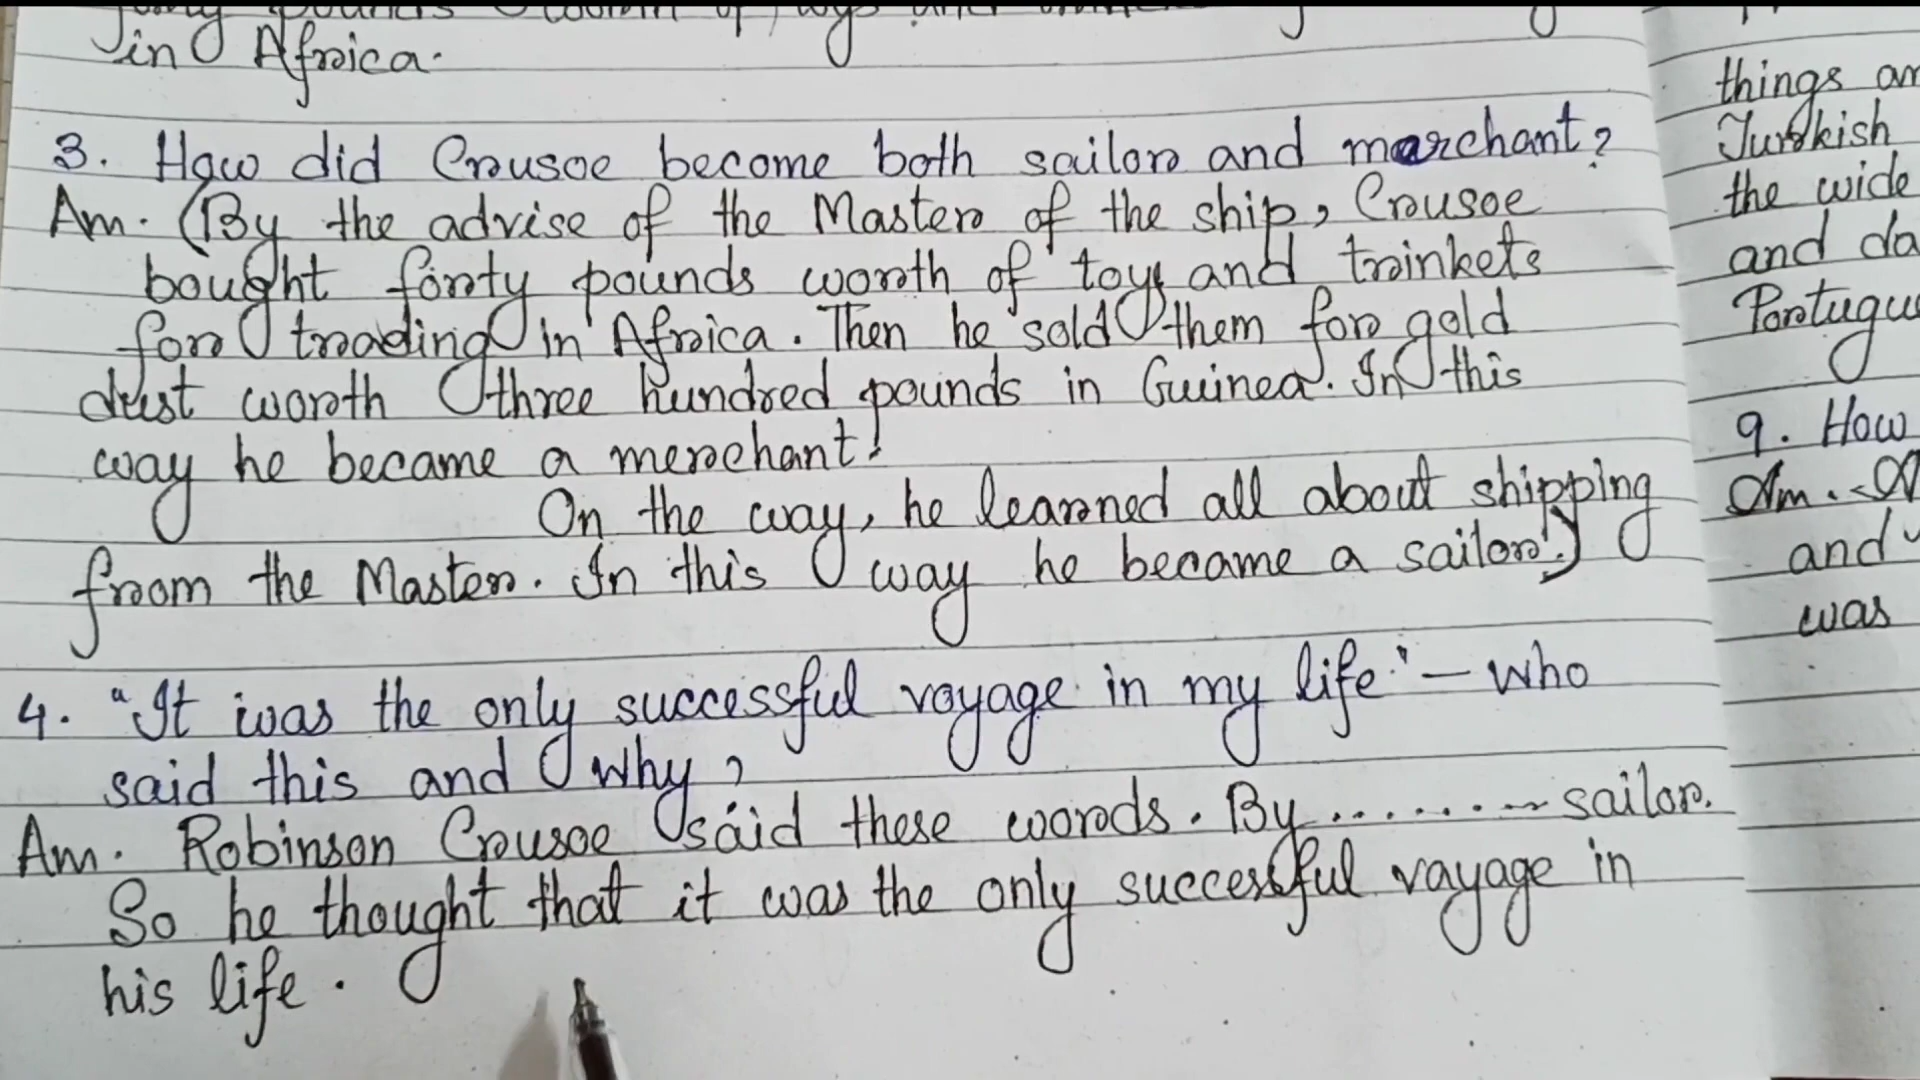 in Africa.
3. How did Crusoe become both sailor and marchant?
Am. (By the advise of the Master of the ship, Crusoe
bought forty pounds worth of toys and trinkets
for trading in Africa. Then he sold them for gold
dust worth three hundred pounds in Guinea. In this
way he became a merchant.
On the way, he learned all about shipping
from the Master. In this way he became a sailor.)
4. "It was the only successful voyage in my life." – Who
said this and why?
Am. Robinson Crusoe said these words. By ........ sailor.
So he thought that it was the only successful vayage in
his life.
things
Turkish
the wide
and
9. How
Am.
and
was